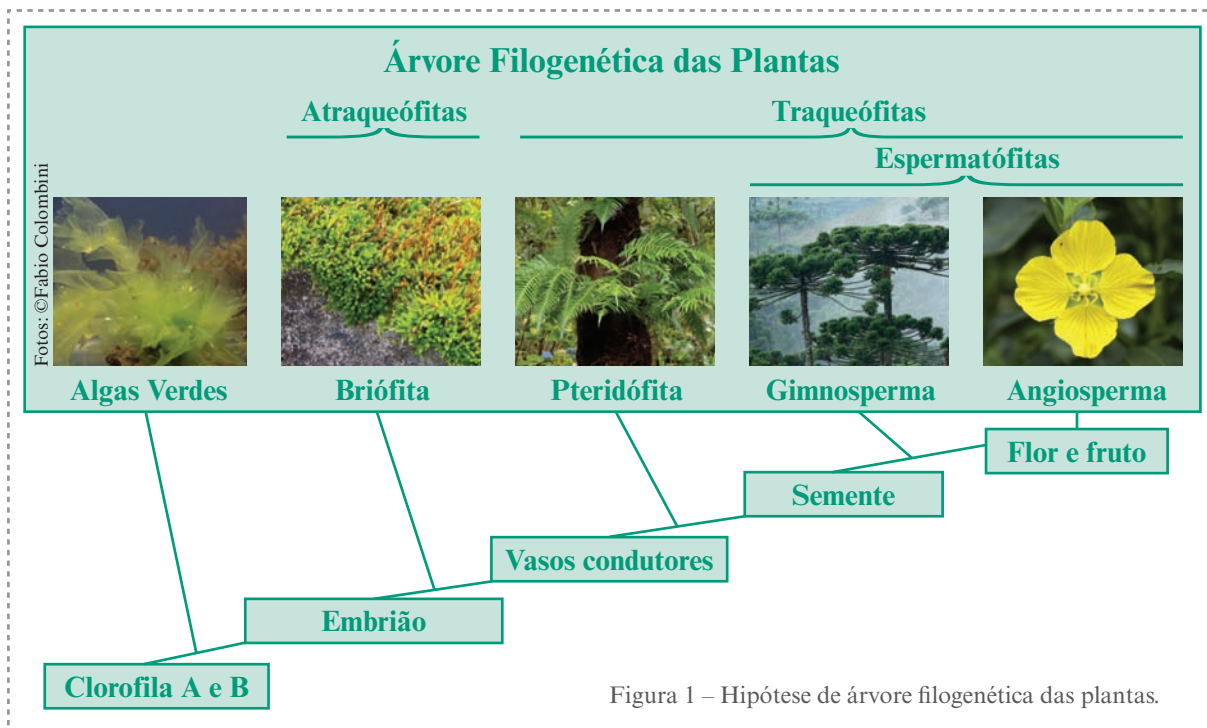 Árvore Filogenética das Plantas
Atraqueófitas
Traqueófitas
Espermatófitas
Fotos: ©Fabio Colombini
Algas Verdes
Briófita
Pteridófita
Gimnosperma
Angiosperma
Flor e fruto
Semente
Vasos condutores
Embrião
Clorofila A e B
Figura 1 – Hipótese de árvore filogenética das plantas.